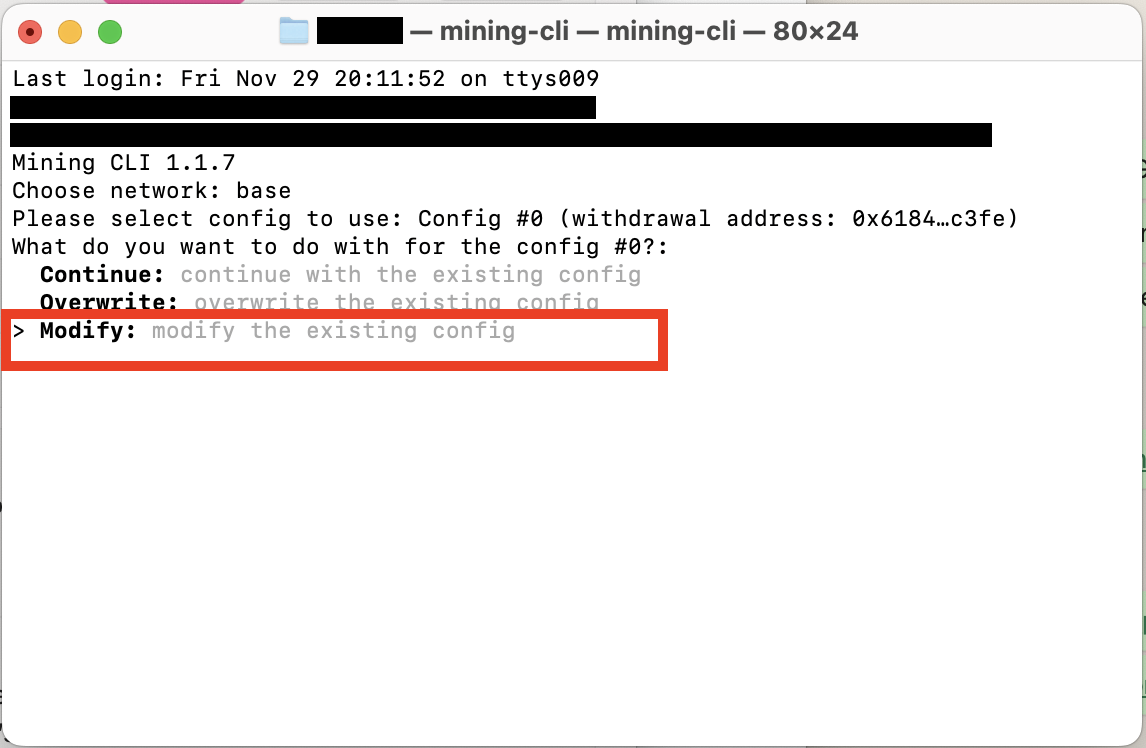 — mining-cli — mining-cli — 80×24
Last login: Fri Nov 29 20:11:52 on ttys009
Mining CLI 1.1.7
Choose network: base
Please select config to use: Config #0 (withdrawal address: 0x6184…c3fe)
What do you want to do with for the config #0?:
Continue: continue with the existing config
Overwrite: overwrite the existing config
> Modify: modify the existing config